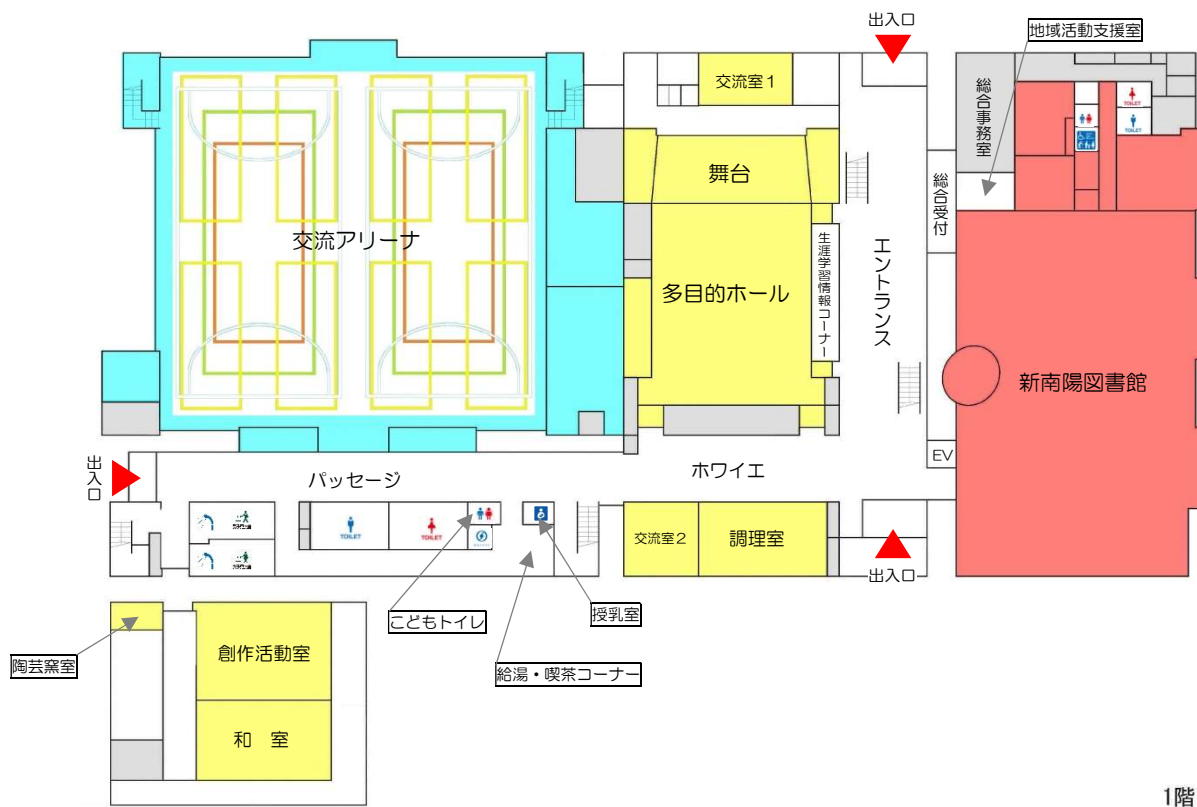 出入口
地域活動支援室
交流室1
総合事務室
TOILET
TOILET
舞台
総合受付
交流アリーナ
生涯学習情報コーナー
エントランス
多目的ホール
新南陽図書館
EV
出入口
パッセージ
ホワイエ
TOILET
TOILET
交流室2
調理室
出入口
こどもトイレ
授乳室
陶芸窯室
創作活動室
給湯・喫茶コーナー
和 室
1階